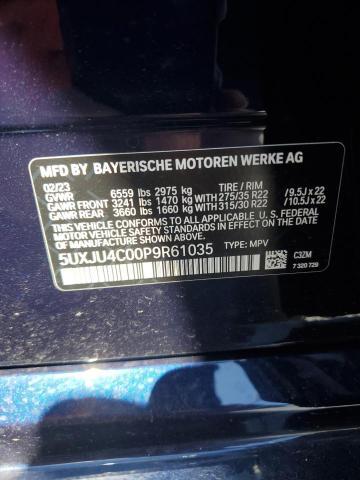 MFD BY BAYERISCHE MOTOREN WERKE AG
02/23
GVWR 6559 lbs 2975 kg TIRE / RIM
GAWR FRONT 3241 lbs 1470 kg WITH 275/35 R22 /9.5J x 22
GAWR REAR 3660 lbs 1660 kg WITH 315/30 R22 /10.5J x 22
THIS VEHICLE CONFORMS TO ALL APPLICABLE U.S. FEDERAL
MOTOR VEHICLE SAFETY STANDARDS IN EFFECT ON THE DATE
OF MANUFACTURE SHOWN ABOVE.
5UXJU4C00P9R61035 TYPE: MPV
C3ZM
7 320 729